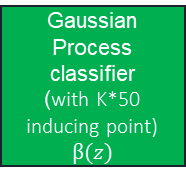 Gaussian
Process
classifier
(with K*50
inducing point)
β(𝑧)